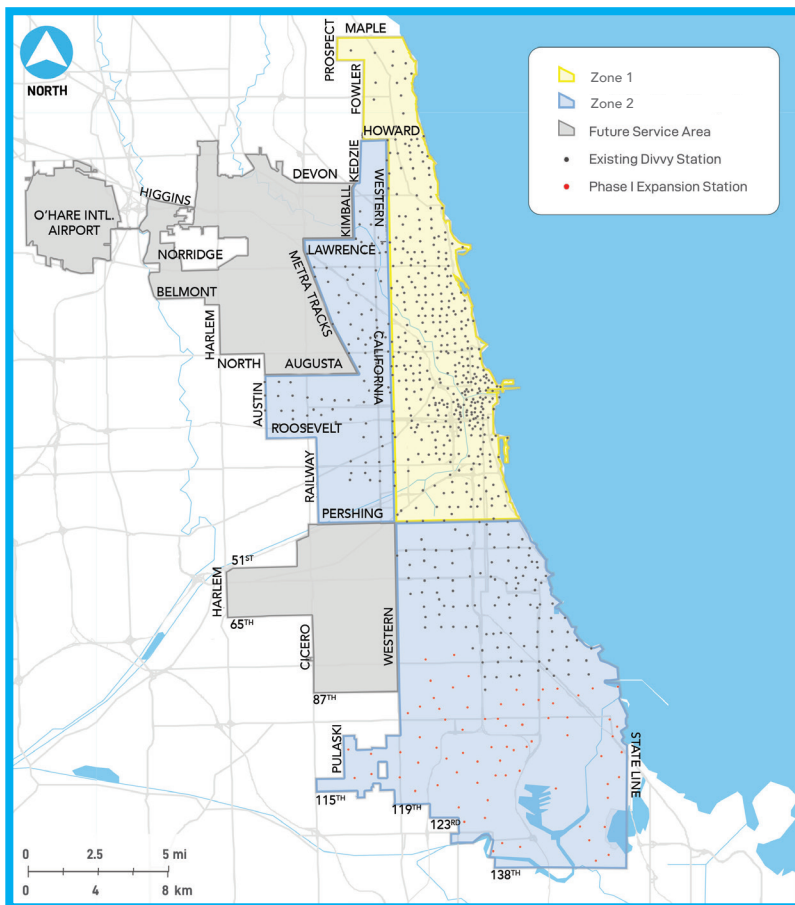 MAPLE
PROSPECT
FOWLER
HOWARD
NORTH
KEDZIE
DEVON
WESTERN
KIMBALL
HIGGINS
O'HARE INTL.
AIRPORT
NORRIDGE
LAWRENCE
METRA TRACKS
BELMONT
HARLEM
CALIFORNIA
NORTH
AUGUSTA
AUSTIN
ROOSEVELT
RAILWAY
PERSHING
51ST
HARLEM
65TH
CICERO
WESTERN
87TH
PULASKI
STATE LINE
115TH
119TH
123RD
138TH
Zone 1
Zone 2
Future Service Area
Existing Divvy Station
Phase I Expansion Station
0 2.5 5 mi
0 4 8 km